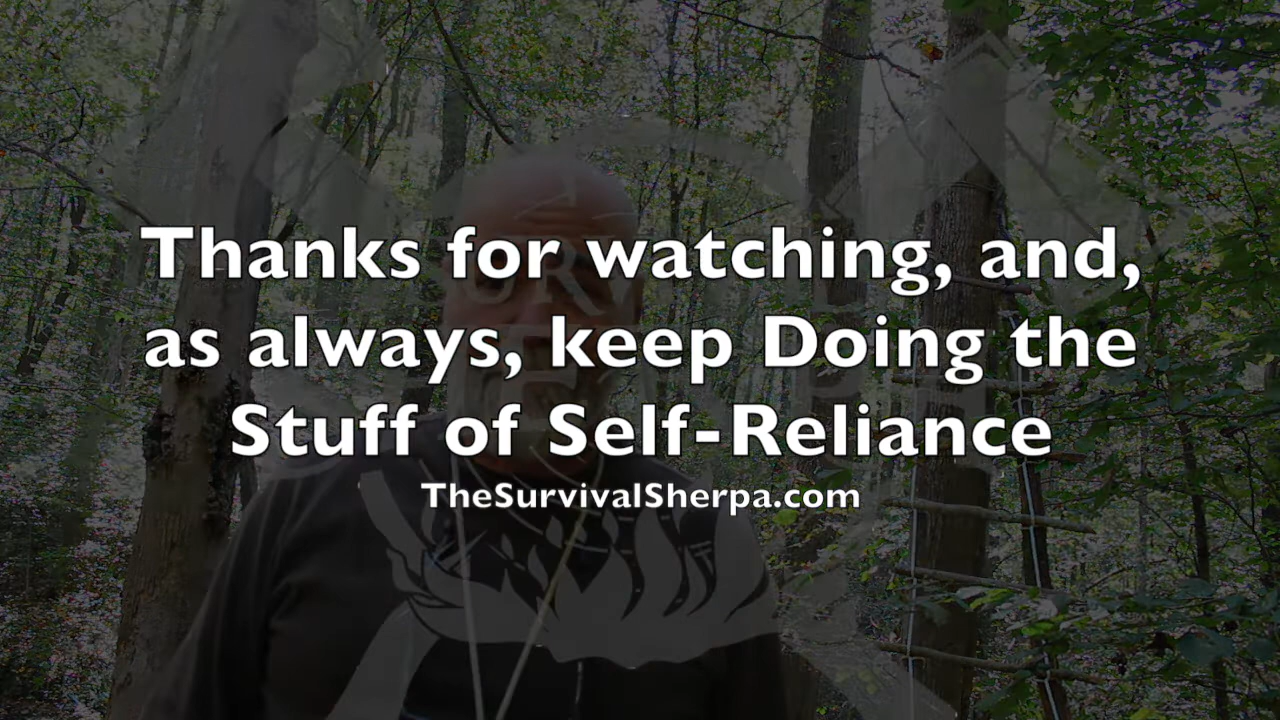 Thanks for watching, and,
as always, keep Doing the
Stuff of Self-Reliance
TheSurvivalSherpa.com